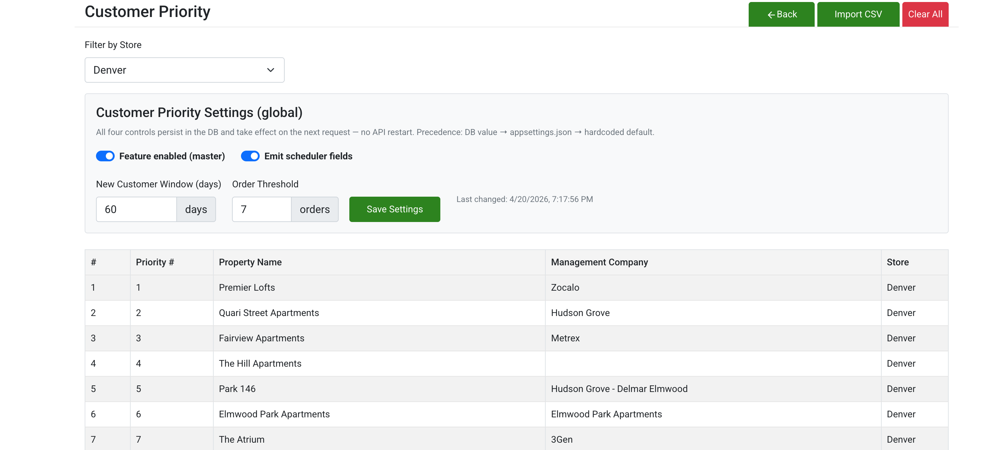 Customer Priority
← Back
Import CSV
Clear All
Filter by Store
Denver
Customer Priority Settings (global)
All four controls persist in the DB and take effect on the next request — no API restart. Precedence: DB value → appsettings.json → hardcoded default.
Feature enabled (master) Emit scheduler fields
New Customer Window (days) Order Threshold
60 days 7 orders Save Settings Last changed: 4/20/2026, 7:17:56 PM
# Priority # Property Name Management Company Store
1 1 Premier Lofts Zocalo Denver
2 2 Quari Street Apartments Hudson Grove Denver
3 3 Fairview Apartments Metrex Denver
4 4 The Hill Apartments Denver
5 5 Park 146 Hudson Grove - Delmar Elmwood Denver
6 6 Elmwood Park Apartments Elmwood Park Apartments Denver
7 7 The Atrium 3Gen Denver